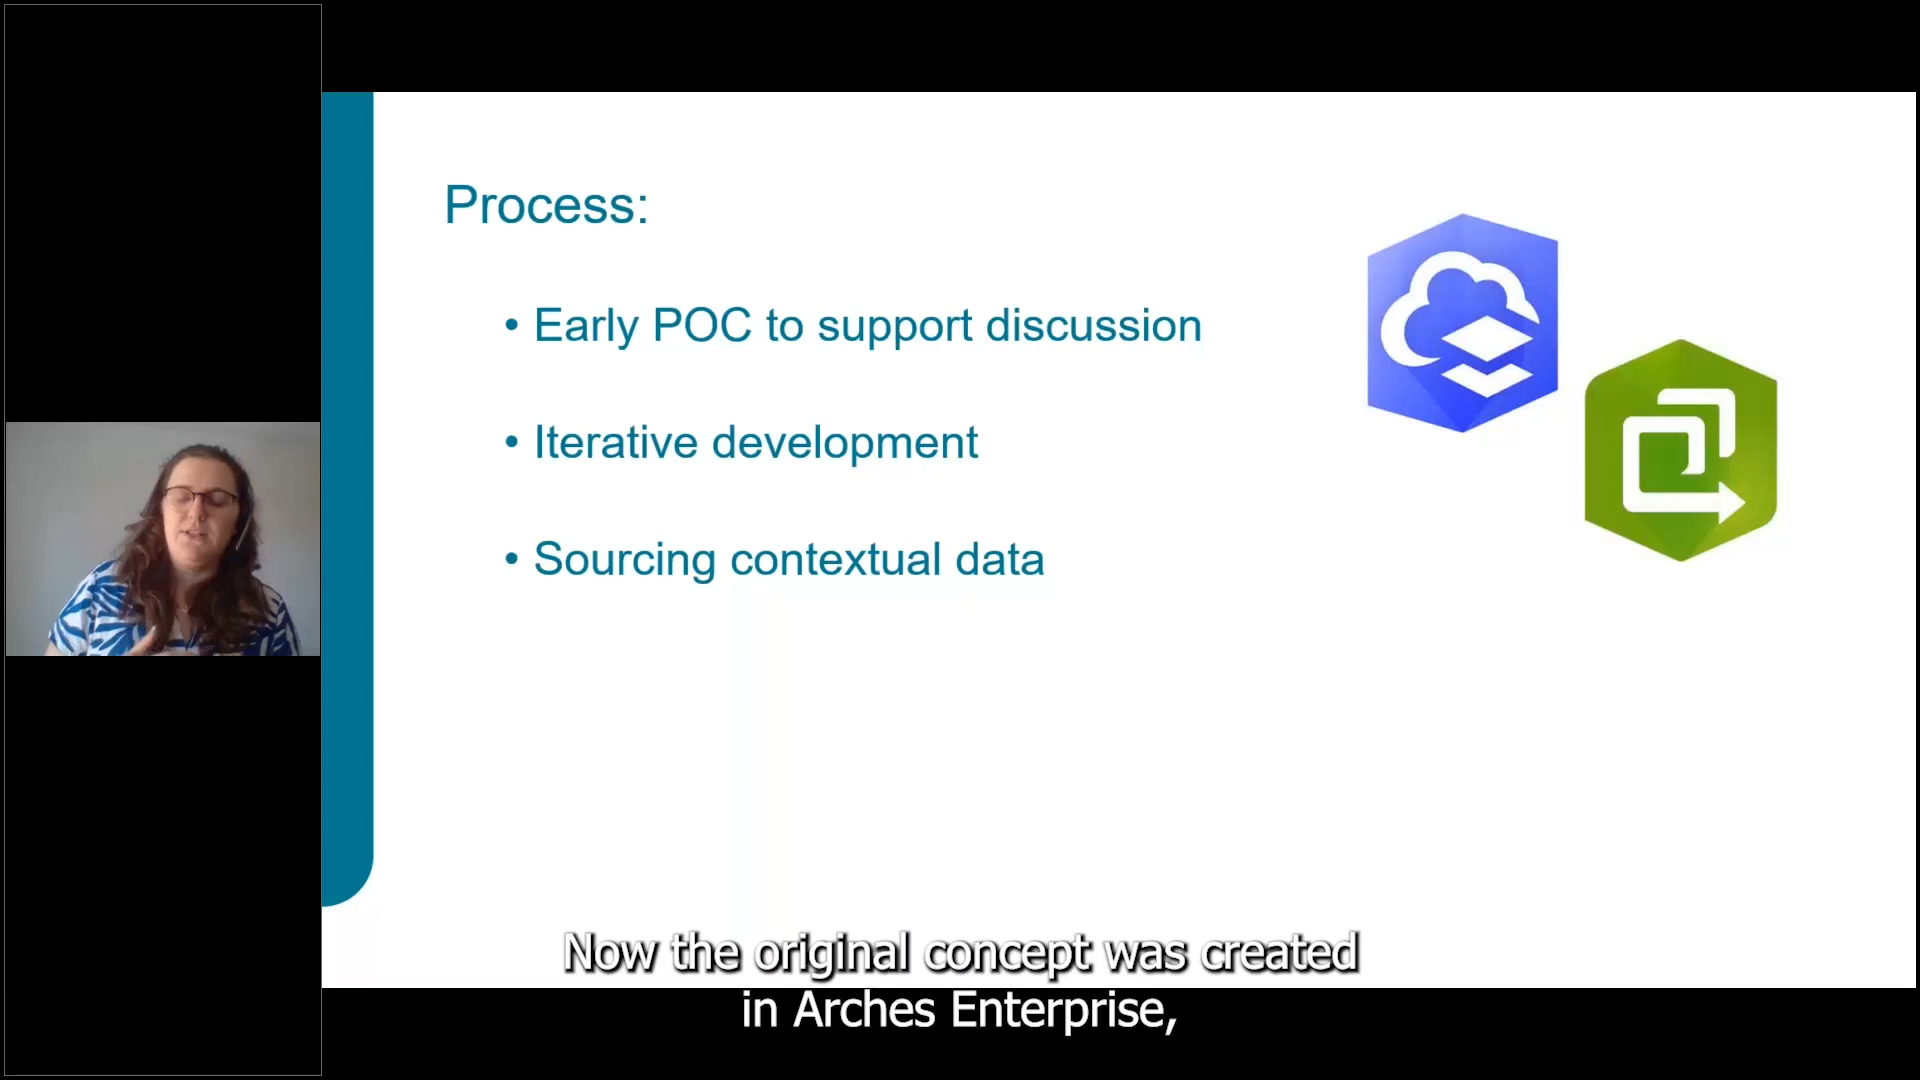 Process:
• Early POC to support discussion
• Iterative development
• Sourcing contextual data
Now the original concept was created
in Arches Enterprise,